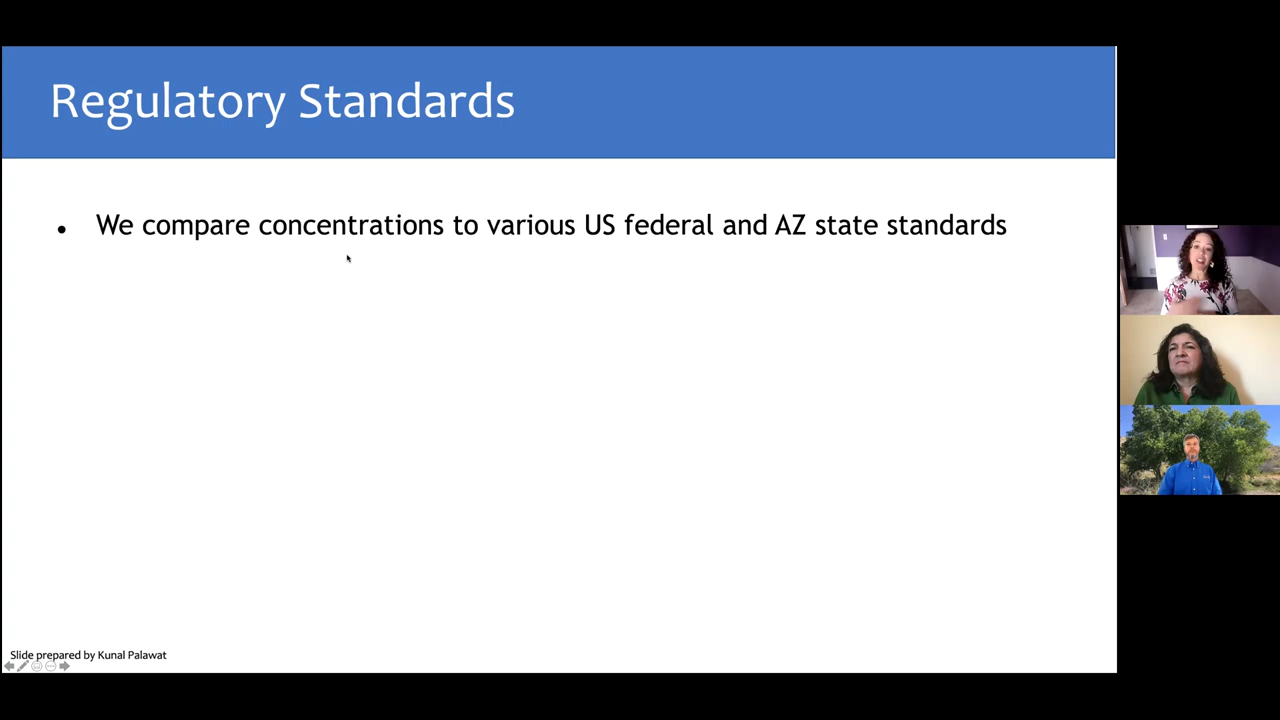 Regulatory Standards
• We compare concentrations to various US federal and AZ state standards
Slide prepared by Kunal Palawat